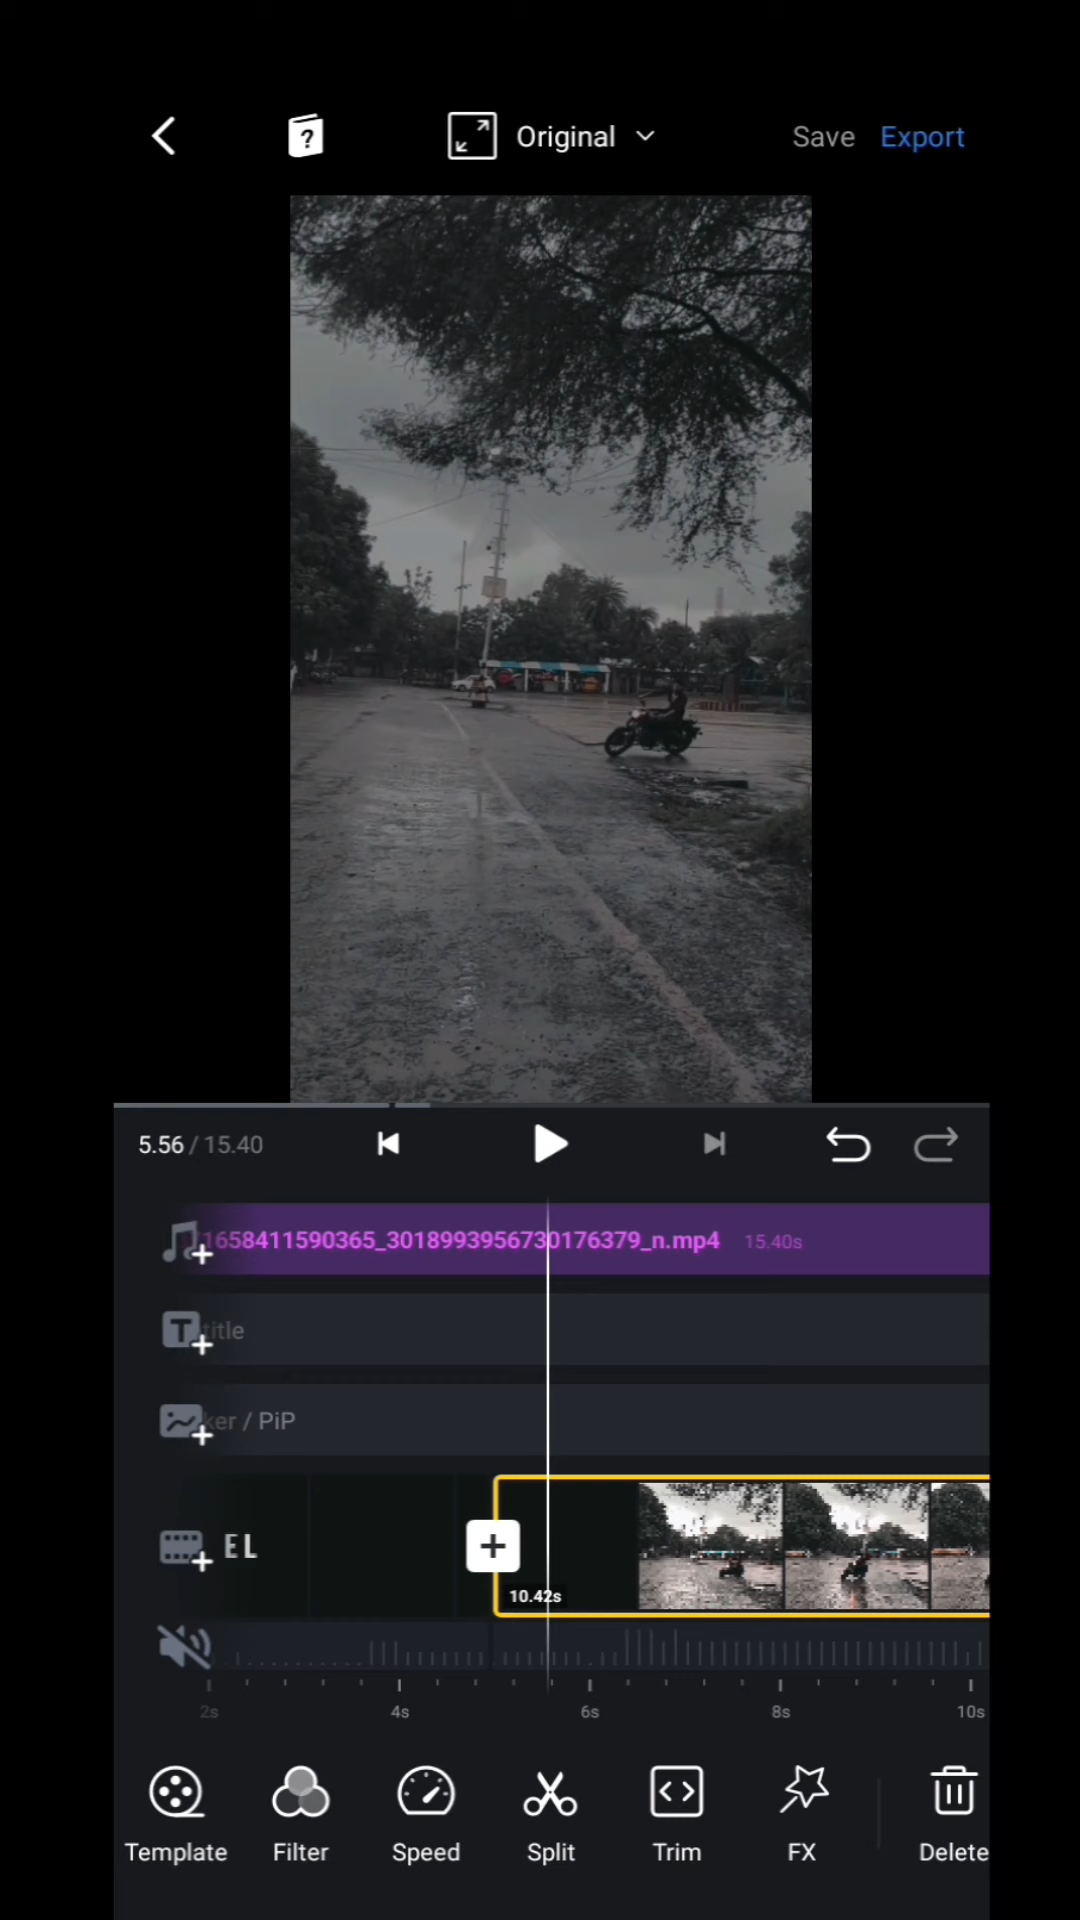 Original
Save Export
5.56 / 15.40
1658411590365_3018993956730176379_n.mp4 15.40s
title
ker / PiP
EL
10.42s
2s 4s 6s 8s 10s
Template Filter Speed Split Trim FX Delete